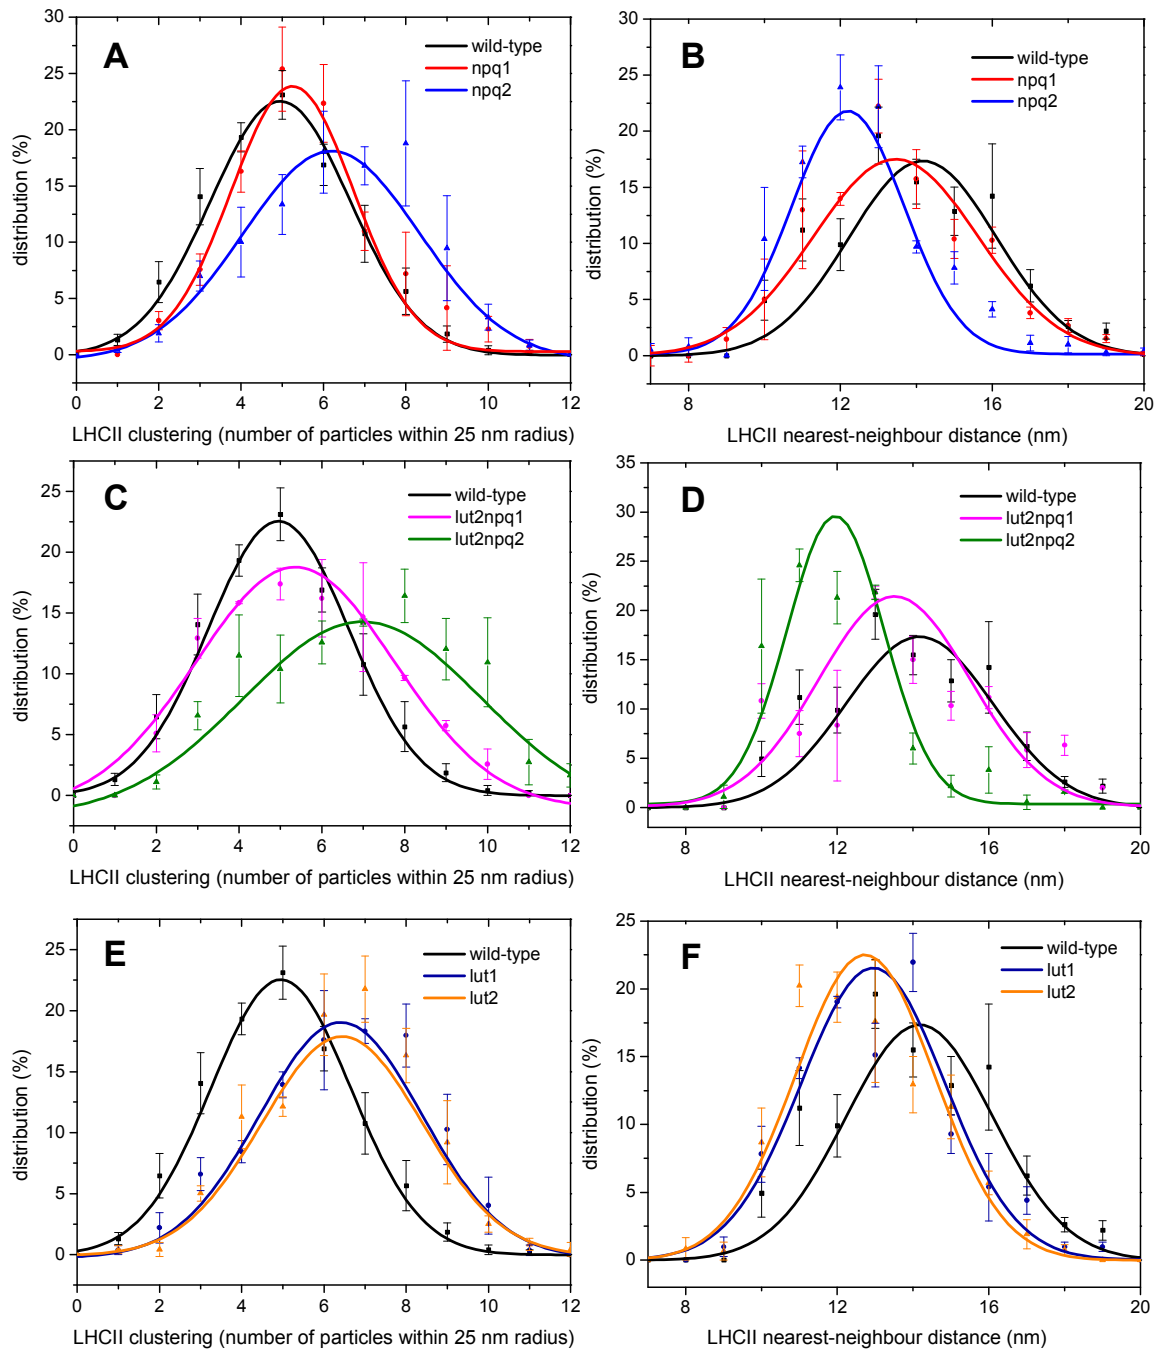 A
wild-type
npq1
npq2
distribution (%)
30
25
20
15
10
5
0
0 2 4 6 8 10 12
LHCII clustering (number of particles within 25 nm radius)
B
wild-type
npq1
npq2
distribution (%)
30
25
20
15
10
5
0
8 12 16 20
LHCII nearest-neighbour distance (nm)
C
wild-type
lut2npq1
lut2npq2
distribution (%)
25
20
15
10
5
0
0 2 4 6 8 10 12
LHCII clustering (number of particles within 25 nm radius)
D
wild-type
lut2npq1
lut2npq2
distribution (%)
35
30
25
20
15
10
5
0
8 12 16 20
LHCII nearest-neighbour distance (nm)
E
wild-type
lut1
lut2
distribution (%)
25
20
15
10
5
0
0 2 4 6 8 10 12
LHCII clustering (number of particles within 25 nm radius)
F
wild-type
lut1
lut2
distribution (%)
25
20
15
10
5
0
8 12 16 20
LHCII nearest-neighbour distance (nm)